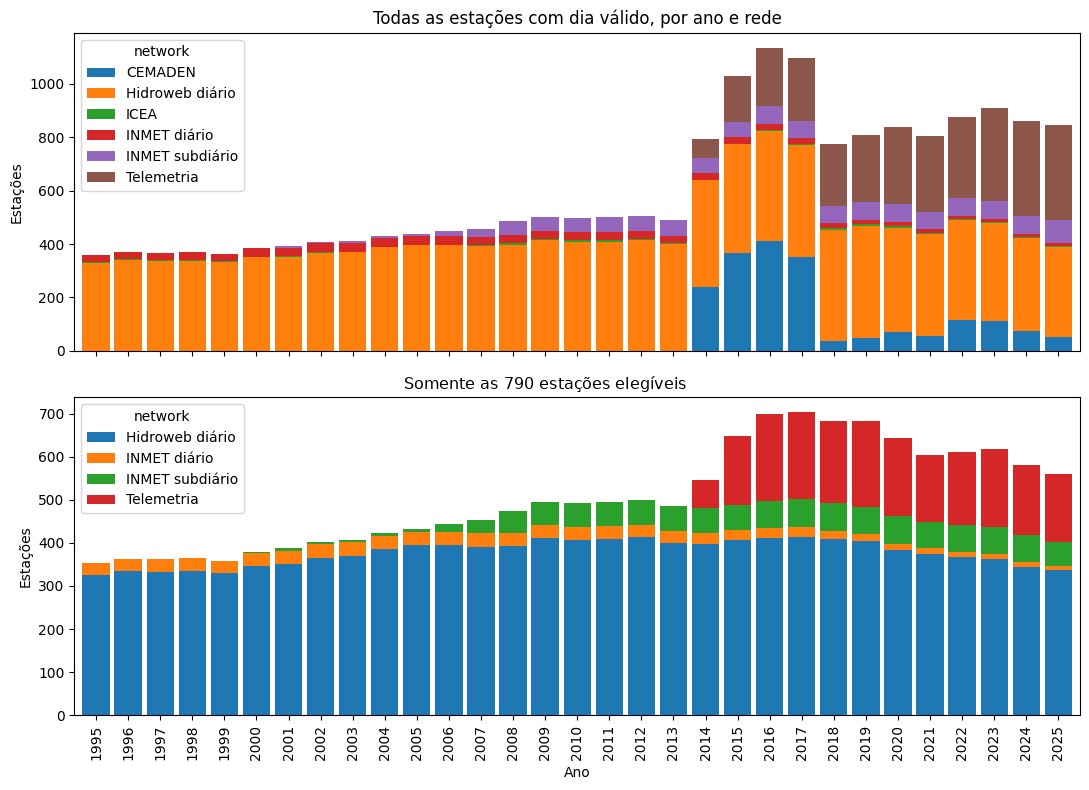 Todas as estações com dia válido, por ano e rede
network
CEMADEN
Hidroweb diário
ICEA
INMET diário
INMET subdiário
Telemetria
Estações
1000
800
600
400
200
0
Somente as 790 estações elegíveis
network
Hidroweb diário
INMET diário
INMET subdiário
Telemetria
Estações
700
600
500
400
300
200
100
0
1995
1996
1997
1998
1999
2000
2001
2002
2003
2004
2005
2006
2007
2008
2009
2010
2011
2012
2013
2014
2015
2016
2017
2018
2019
2020
2021
2022
2023
2024
2025
Ano